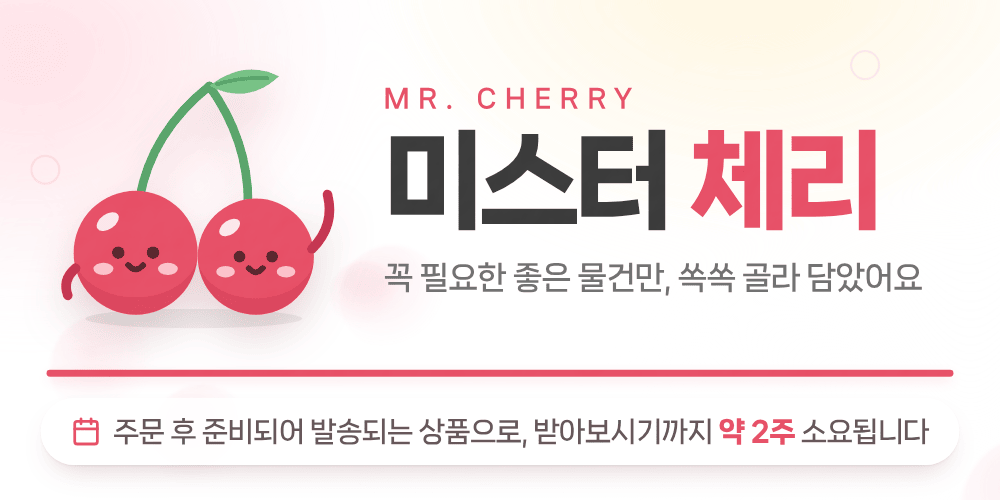 MR. CHERRY
미스터 체리
꼭 필요한 좋은 물건만, 쏙쏙 골라 담았어요
주문 후 준비되어 발송되는 상품으로, 받아보시기까지 약 2주 소요됩니다